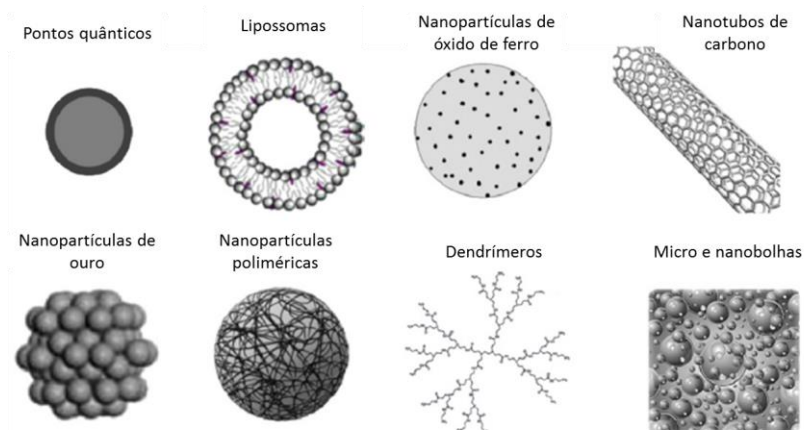 Pontos quânticos
Lipossomas
Nanopartículas de
óxido de ferro
Nanotubos de
carbono
Nanopartículas de
ouro
Nanopartículas
poliméricas
Dendrímeros
Micro e nanobolhas